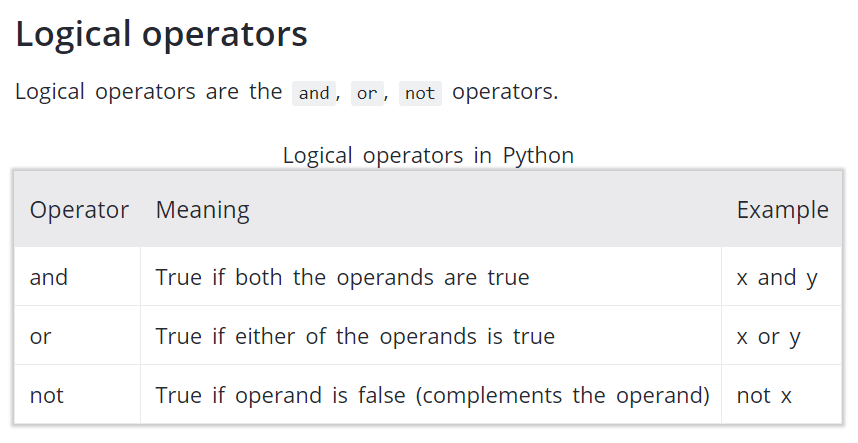 Logical operators
Logical operators are the and, or, not operators.
Logical operators in Python
Operator Meaning Example
and True if both the operands are true x and y
or True if either of the operands is true x or y
not True if operand is false (complements the operand) not x